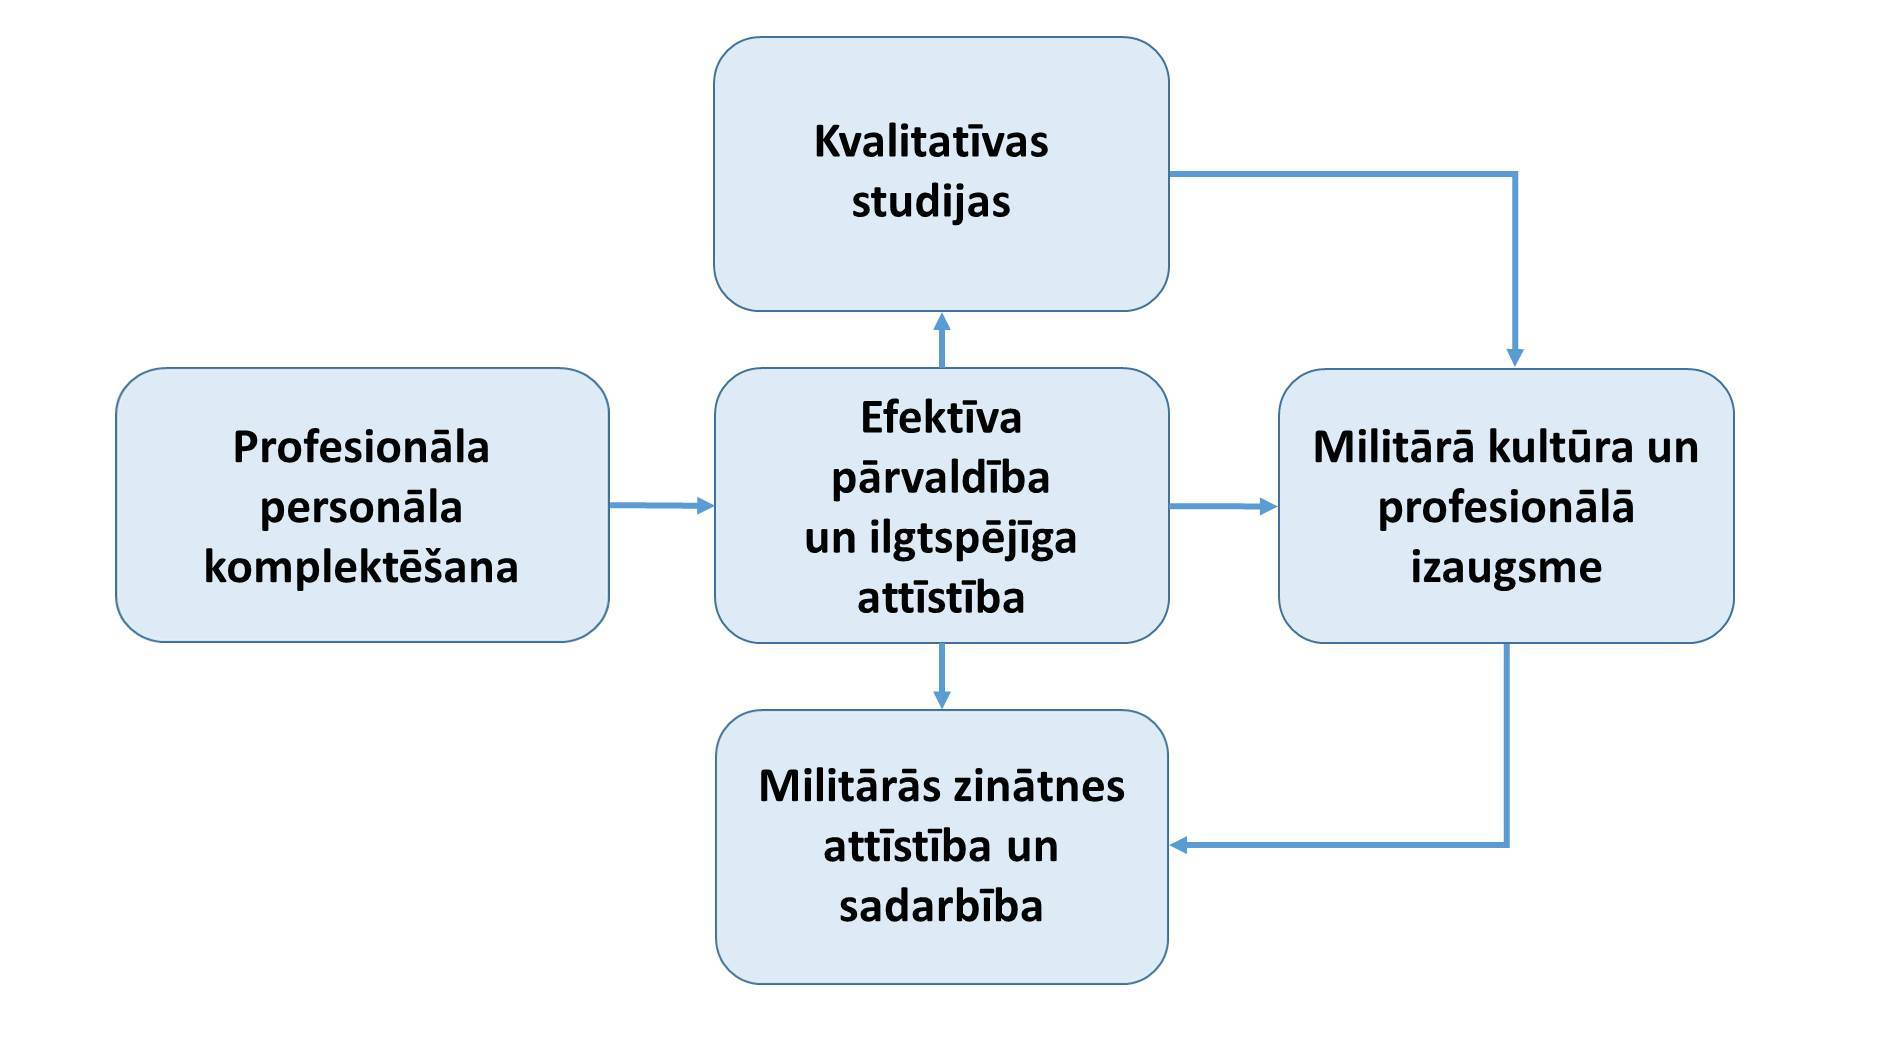 Kvalitatīvas
studijas
Profesionāla
personāla
komplektēšana
Efektīva
pārvaldība
un ilgtspējīga
attīstība
Militārā kultūra un
profesionālā
izaugsme
Militārās zinātnes
attīstība un
sadarbība